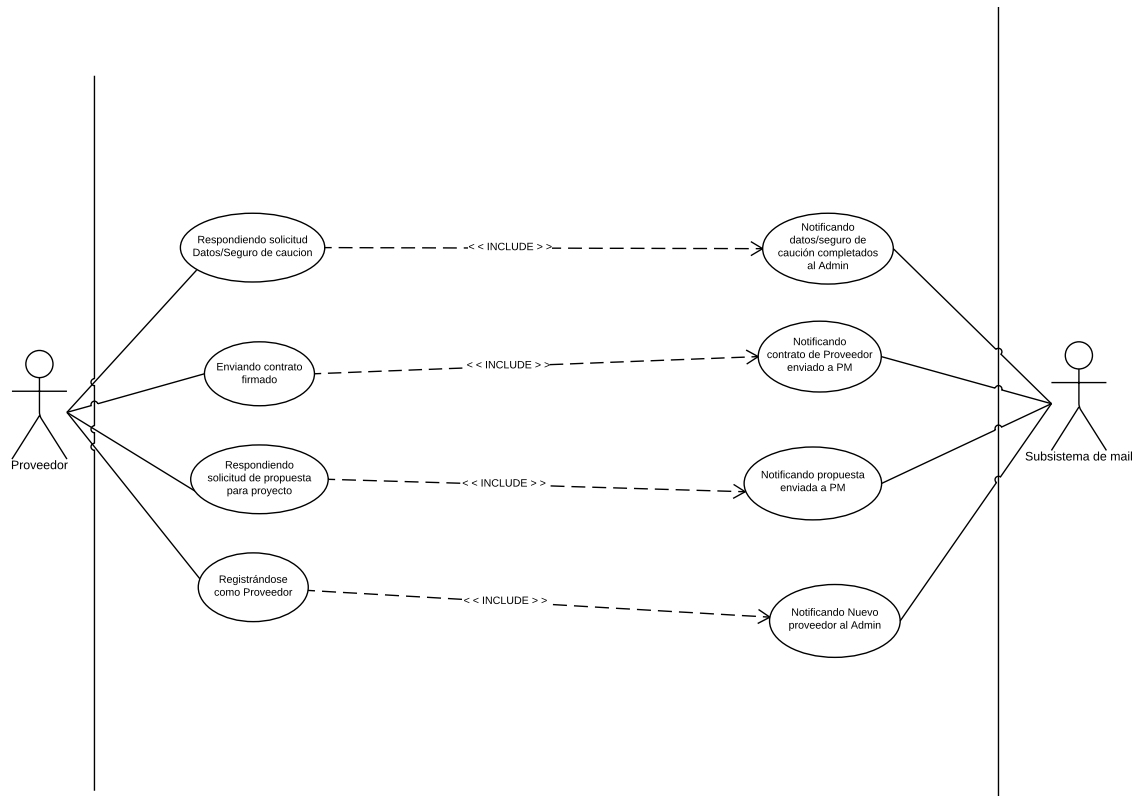 Respondiendo solicitud
Datos/Seguro de caucion
< < INCLUDE > >
Notificando
datos/seguro de
caución completados
al Admin
Enviando contrato
firmado
< < INCLUDE > >
Notificando
contrato de Proveedor
enviado a PM
Proveedor
Subsistema de mail
Respondiendo
solicitud de propuesta
para proyecto
< < INCLUDE > >
Notificando propuesta
enviada a PM
Registrándose
como Proveedor
< < INCLUDE > >
Notificando Nuevo
proveedor al Admin